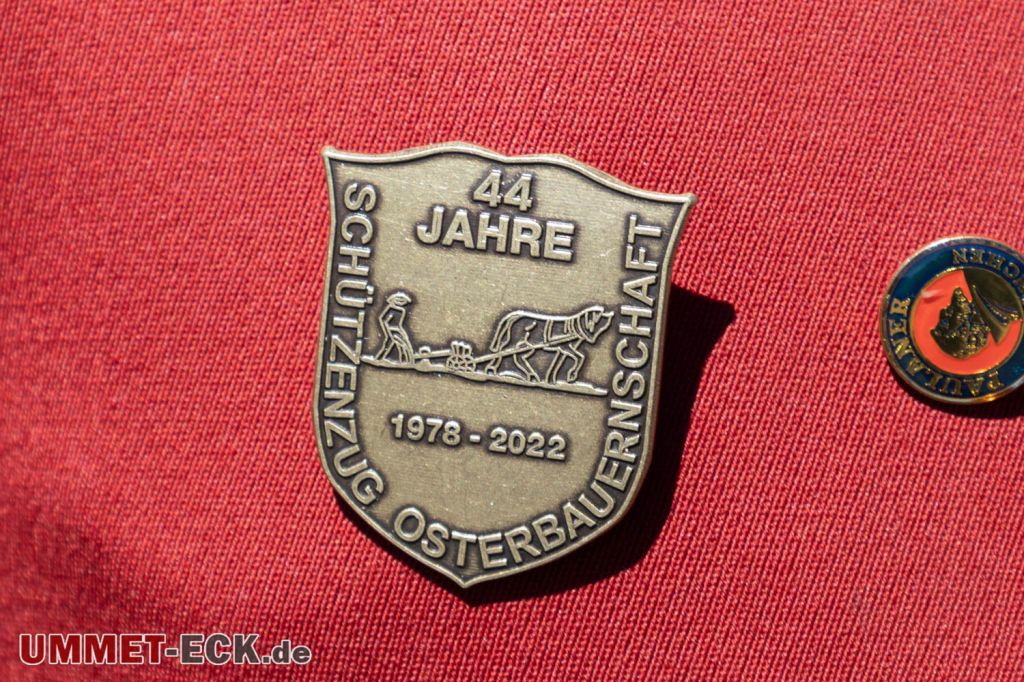 44
JAHRE
SCHÜTZENZUG OSTERBAUERNSCHAFT
1978 - 2022
PAULANER
UMMET-ECK.de